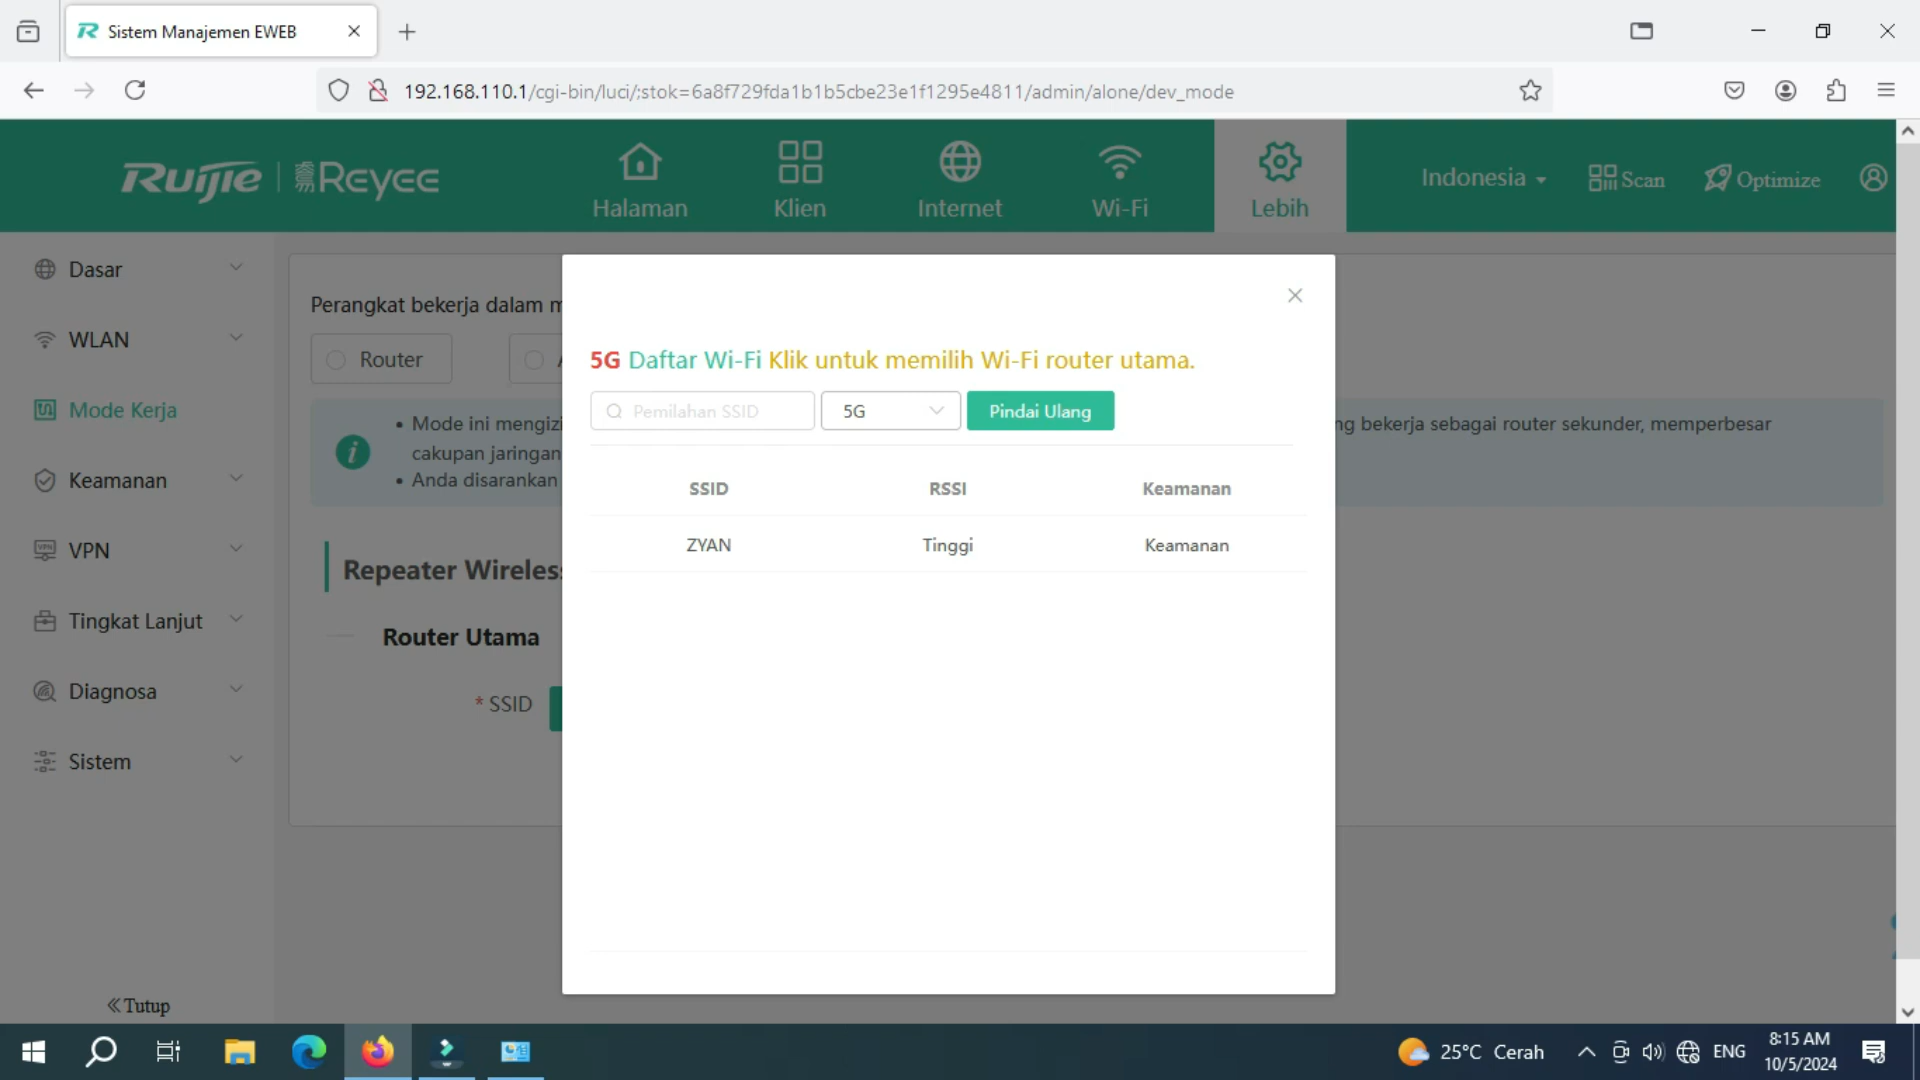 Sistem Manajemen EWEB
192.168.110.1/cgi-bin/luci/;stok=6a8f729fda1b1b5cbe23e1f1295e4811/admin/alone/dev_mode
Ruijie Reyee
Halaman
Klien
Internet
Wi-Fi
Lebih
Indonesia
Scan
Optimize
Dasar
WLAN
Mode Kerja
Keamanan
VPN
Tingkat Lanjut
Diagnosa
Sistem
«Tutup
Perangkat bekerja dalam
Router
• Mode ini
ng bekerja sebagai router sekunder, memperbesar
cakupan jaringan
• Anda disarankan
Repeater Wireless
Router Utama
* SSID
5G Daftar Wi-Fi Klik untuk memilih Wi-Fi router utama.
Pemilahan SSID
5G
Pindai Ulang
SSID RSSI Keamanan
ZYAN Tinggi Keamanan
25°C Cerah
ENG
8:15 AM
10/5/2024